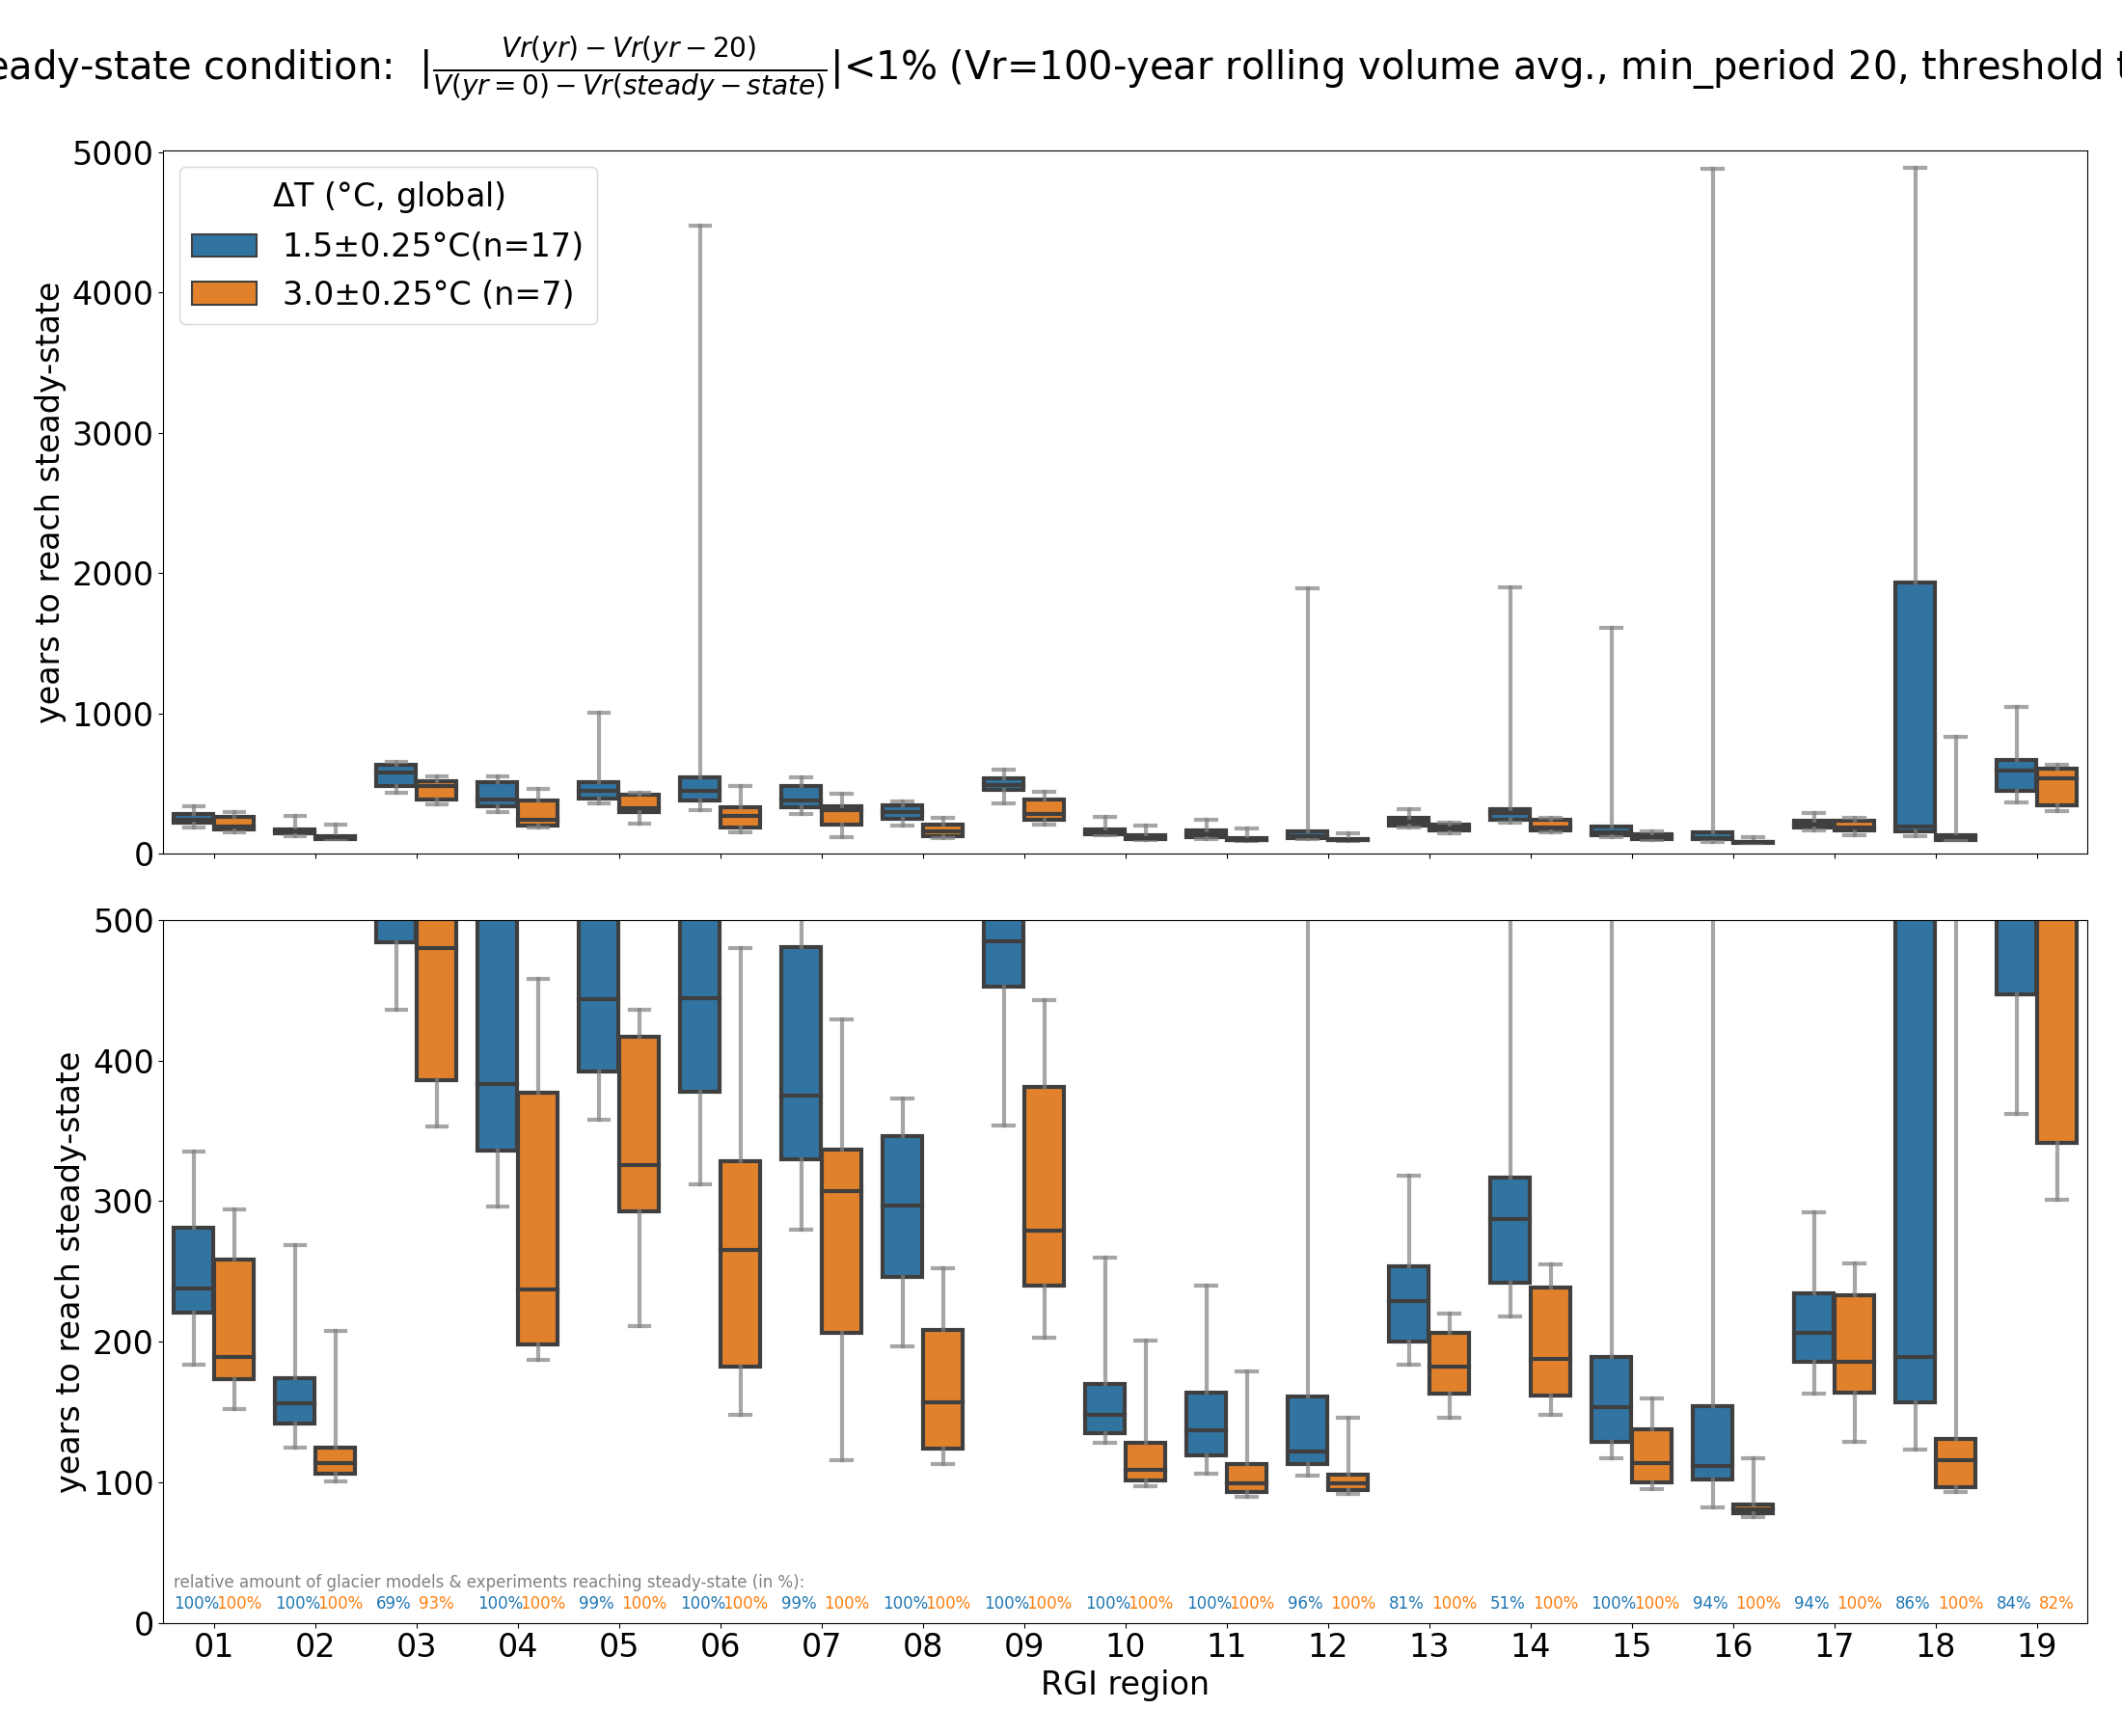 eady-state condition: |Vr(yr) − Vr(yr − 20) / V(yr = 0) − Vr(steady − state)|<1% (Vr=100-year rolling volume avg., min_period 20, threshold t
5000
4000
3000
2000
1000
0
years to reach steady-state
ΔT (°C, global)
1.5±0.25°C(n=17)
3.0±0.25°C (n=7)
500
400
300
200
100
0
years to reach steady-state
relative amount of glacier models & experiments reaching steady-state (in %):
100% 100% 100% 100% 69% 93% 100% 100% 99% 100% 100% 100% 99% 100% 100% 100% 100% 100% 100% 100% 100% 100% 96% 100% 81% 100% 51% 100% 100% 100% 94% 100% 94% 100% 86% 100% 84% 82%
01 02 03 04 05 06 07 08 09 10 11 12 13 14 15 16 17 18 19
RGI region